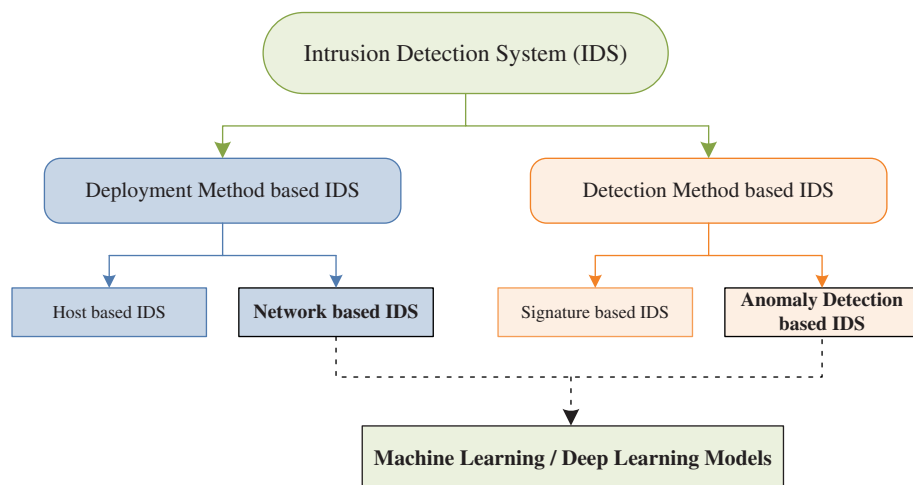 Intrusion Detection System (IDS)
Deployment Method based IDS
Detection Method based IDS
Host based IDS
Network based IDS
Signature based IDS
Anomaly Detection
based IDS
Machine Learning / Deep Learning Models